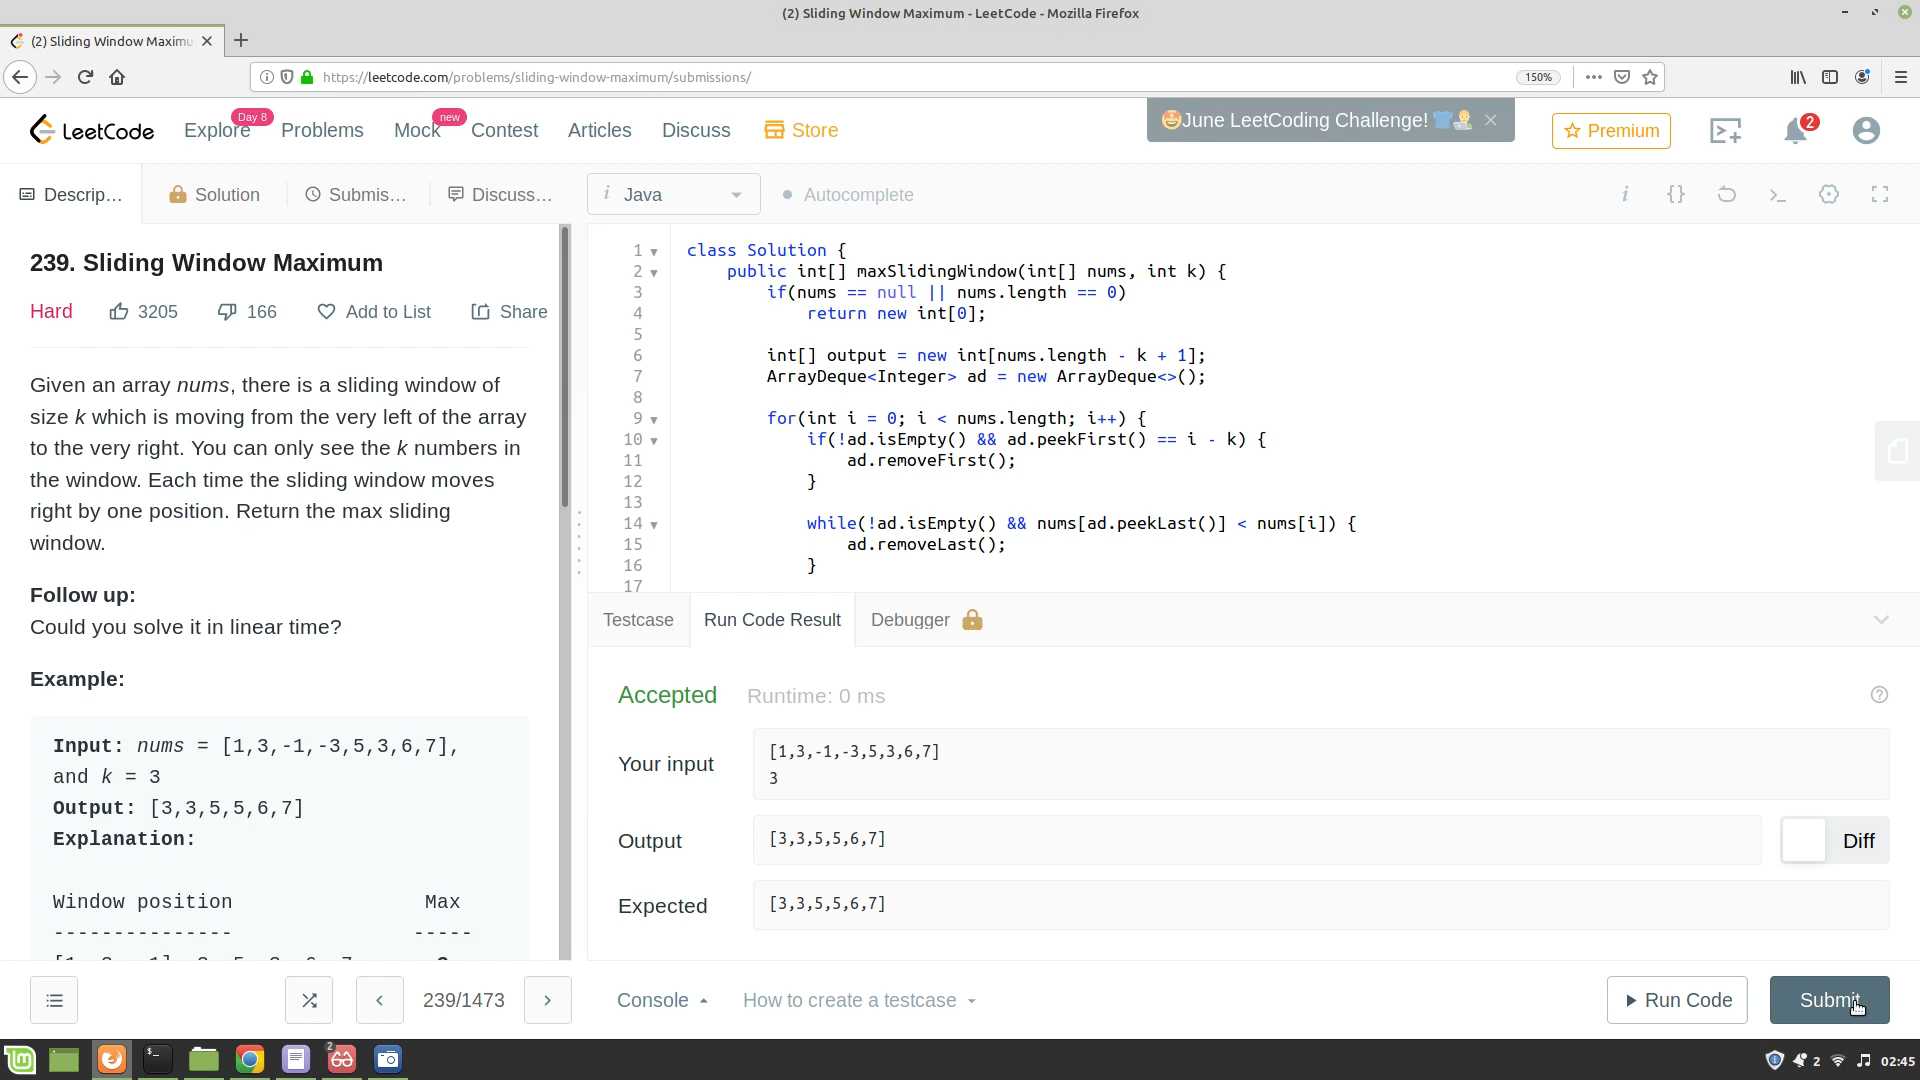 (2) Sliding Window Maximum - LeetCode - Mozilla Firefox
(2) Sliding Window Maximu
https://leetcode.com/problems/sliding-window-maximum/submissions/
150%
LeetCode
Explore
Day 8
Problems
Mock
new
Contest
Articles
Discuss
Store
🤩June LeetCoding Challenge!👕👨‍💻
Premium
2
Descrip...
Solution
Submis...
Discuss...
i Java
Autocomplete
239. Sliding Window Maximum
Hard
3205
166
Add to List
Share
Given an array nums, there is a sliding window of
size k which is moving from the very left of the array
to the very right. You can only see the k numbers in
the window. Each time the sliding window moves
right by one position. Return the max sliding
window.
Follow up:
Could you solve it in linear time?
Example:
Input: nums = [1,3,-1,-3,5,3,6,7],
and k = 3
Output: [3,3,5,5,6,7]
Explanation:
Window position                Max
---------------               -----
1 class Solution {
2     public int[] maxSlidingWindow(int[] nums, int k) {
3         if(nums == null || nums.length == 0)
4             return new int[0];
5
6         int[] output = new int[nums.length - k + 1];
7         ArrayDeque<Integer> ad = new ArrayDeque<>();
8
9         for(int i = 0; i < nums.length; i++) {
10             if(!ad.isEmpty() && ad.peekFirst() == i - k) {
11                 ad.removeFirst();
12             }
13
14             while(!ad.isEmpty() && nums[ad.peekLast()] < nums[i]) {
15                 ad.removeLast();
16             }
17
Testcase
Run Code Result
Debugger
Accepted
Runtime: 0 ms
Your input
[1,3,-1,-3,5,3,6,7]
3
Output
[3,3,5,5,6,7]
Diff
Expected
[3,3,5,5,6,7]
239/1473
Console
How to create a testcase
Run Code
Submit
2
2
02:45